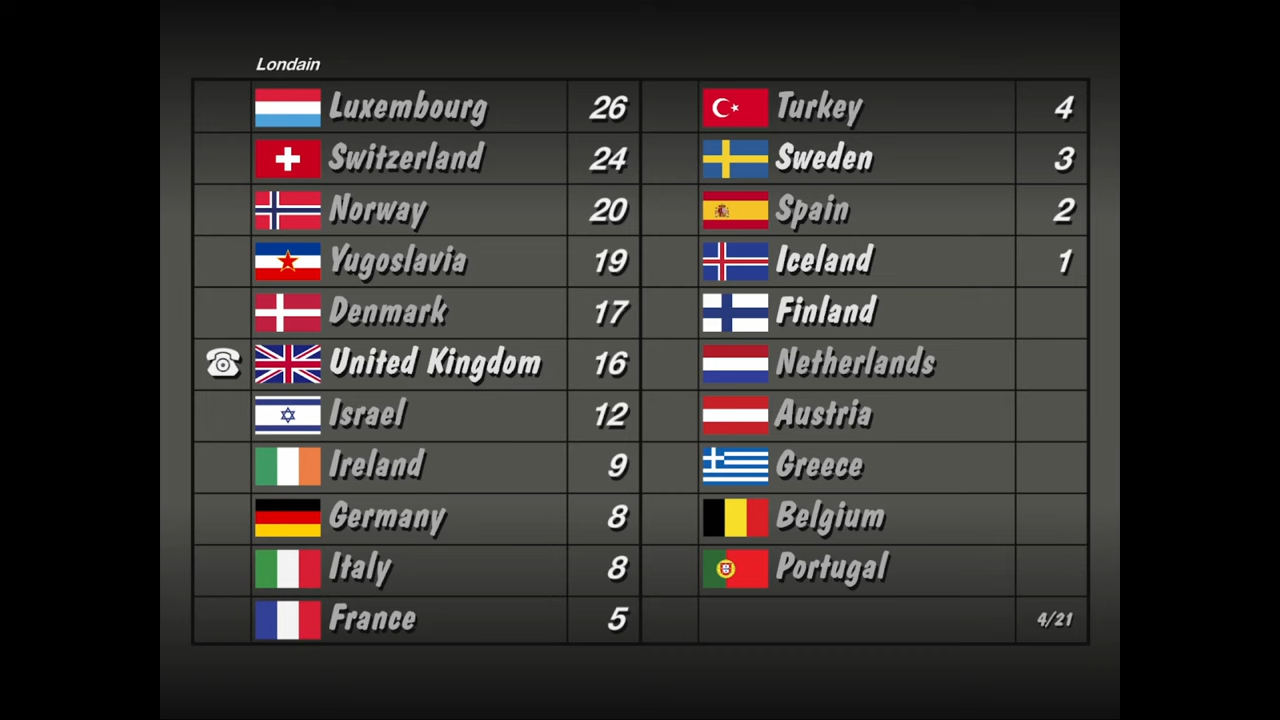 Londain
Luxembourg 26
Switzerland 24
Norway 20
Yugoslavia 19
Denmark 17
United Kingdom 16
Israel 12
Ireland 9
Germany 8
Italy 8
France 5
Turkey 4
Sweden 3
Spain 2
Iceland 1
Finland
Netherlands
Austria
Greece
Belgium
Portugal
4/21